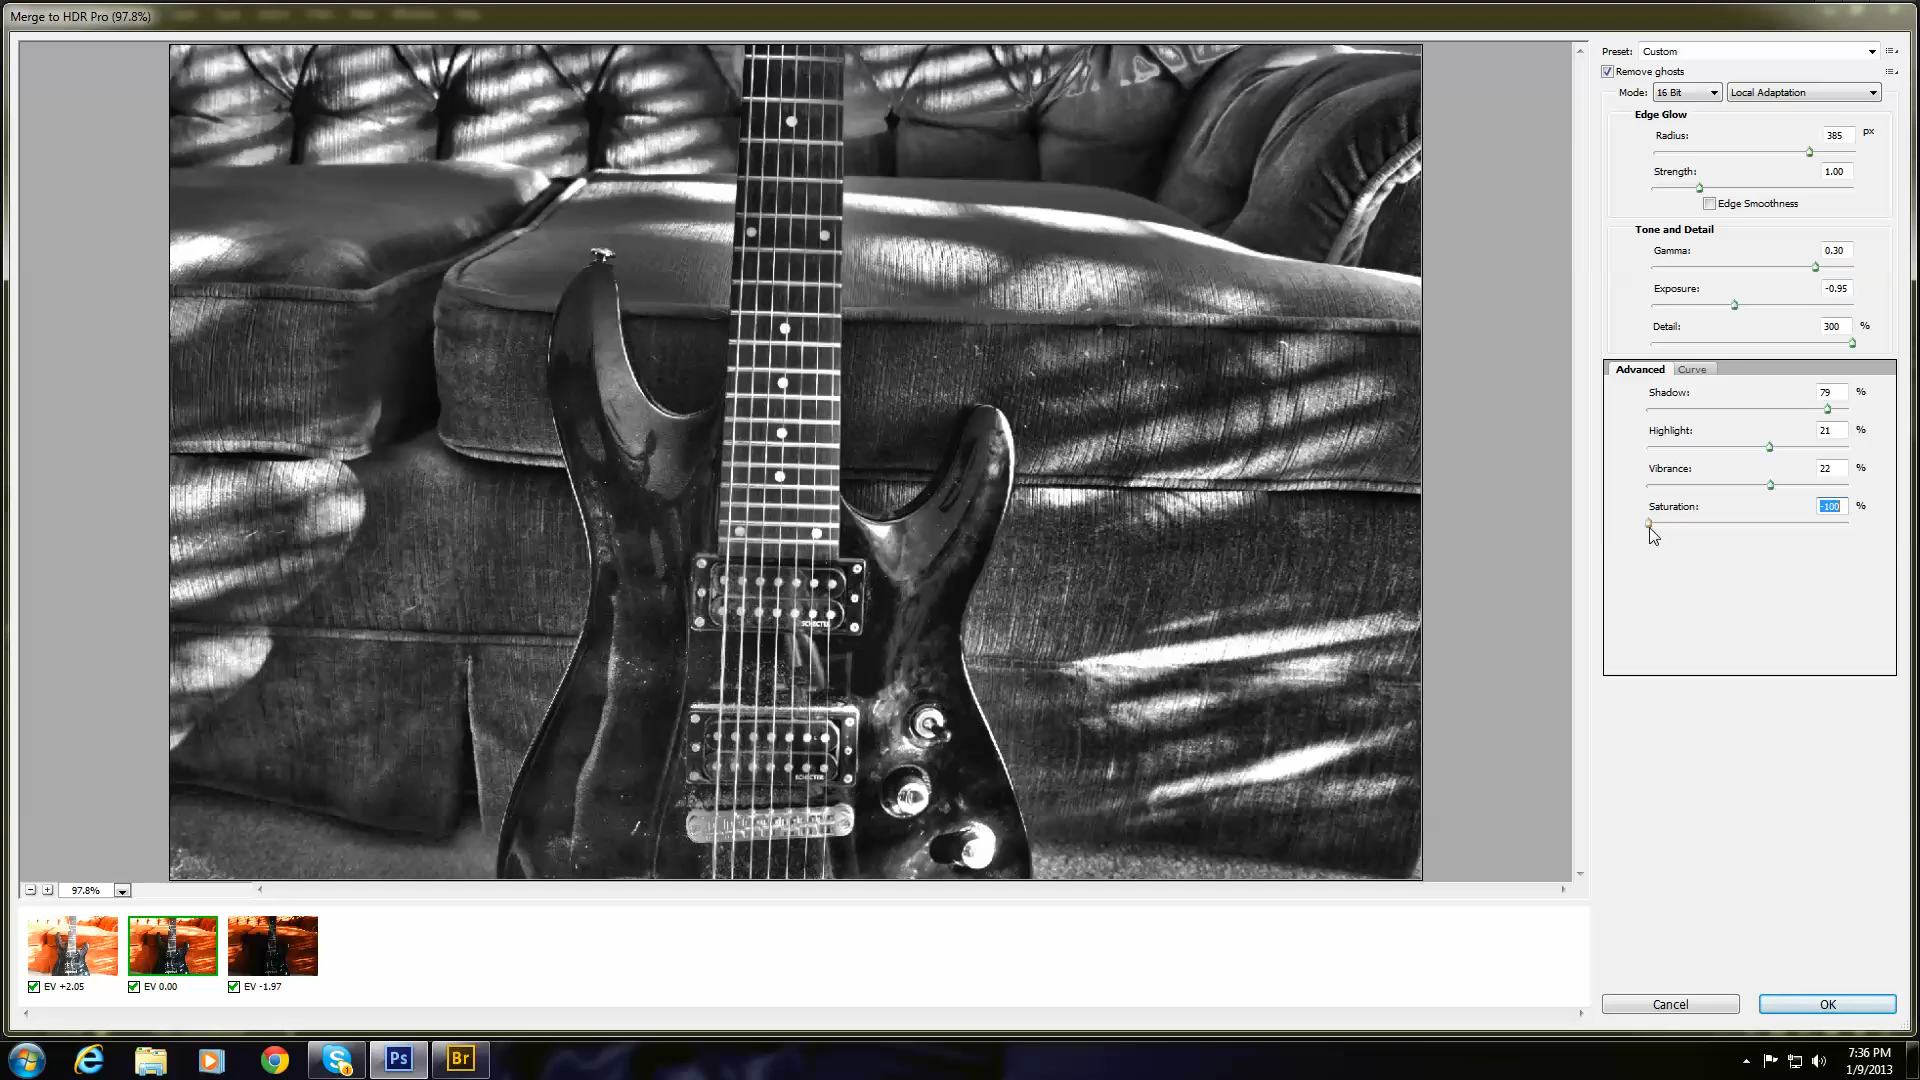 Merge to HDR Pro (97.8%)
Preset: Custom
Remove ghosts
Mode: 16 Bit Local Adaptation
Edge Glow
Radius: 385 px
Strength: 1.00
Edge Smoothness
Tone and Detail
Gamma: 0.30
Exposure: -0.95
Detail: 300 %
Advanced Curve
Shadow: 79 %
Highlight: 21 %
Vibrance: 22 %
Saturation: -100 %
SCHECTER
SCHECTER
97.8%
EV +2.05 EV 0.00 EV -1.97
Cancel OK
Ps Br
7:36 PM
1/9/2013